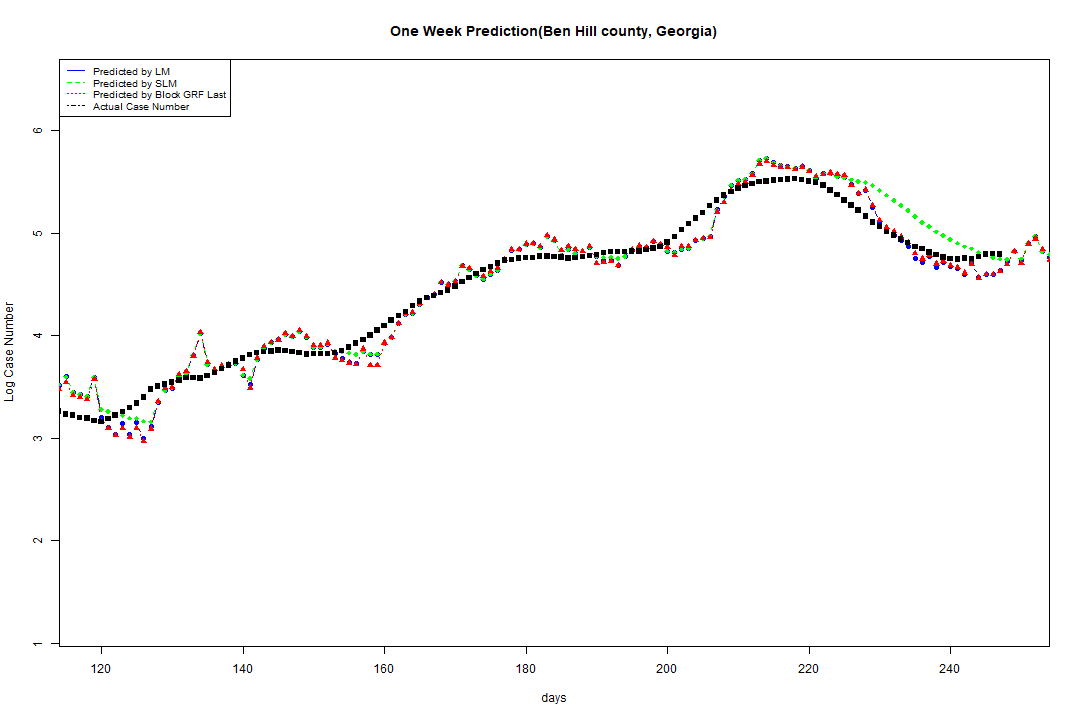 One Week Prediction(Ben Hill county, Georgia)
Predicted by LM
Predicted by SLM
Predicted by Block GRF Last
Actual Case Number
Log Case Number
6
5
4
3
2
1
120 140 160 180 200 220 240
days